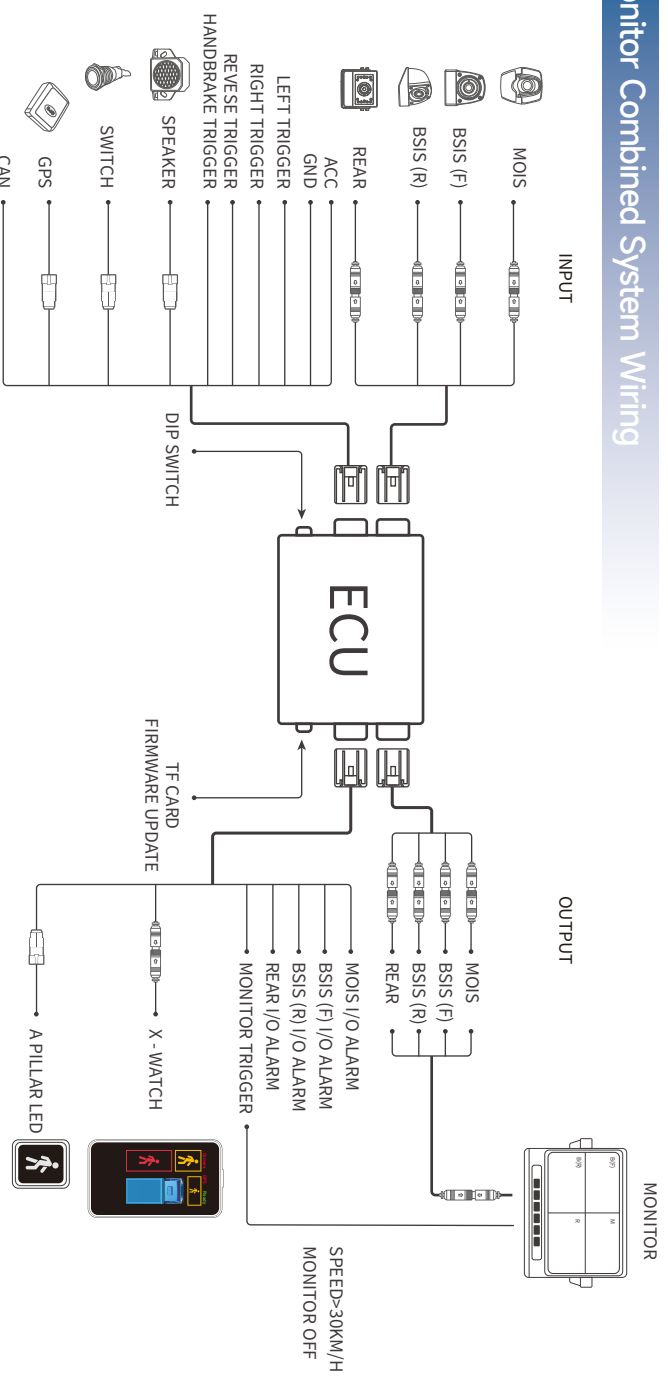 onitor Combined System Wiring
INPUT
MOIS
BSIS (F)
BSIS (R)
REAR
ACC
GND
LEFT TRIGGER
RIGHT TRIGGER
REVESE TRIGGER
HANDBRAKE TRIGGER
SPEAKER
SWITCH
GPS
CAN
DIP SWITCH
ECU
TF CARD
FIRMWARE UPDATE
OUTPUT
MOIS
BSIS (F)
BSIS (R)
REAR
MOIS I/O ALARM
BSIS (F) I/O ALARM
BSIS (R) I/O ALARM
REAR I/O ALARM
MONITOR TRIGGER
X - WATCH
A PILLAR LED
MONITOR
B(F)
M
B(R)
R
SPEED>30KM/H
MONITOR OFF
GPS
Ready